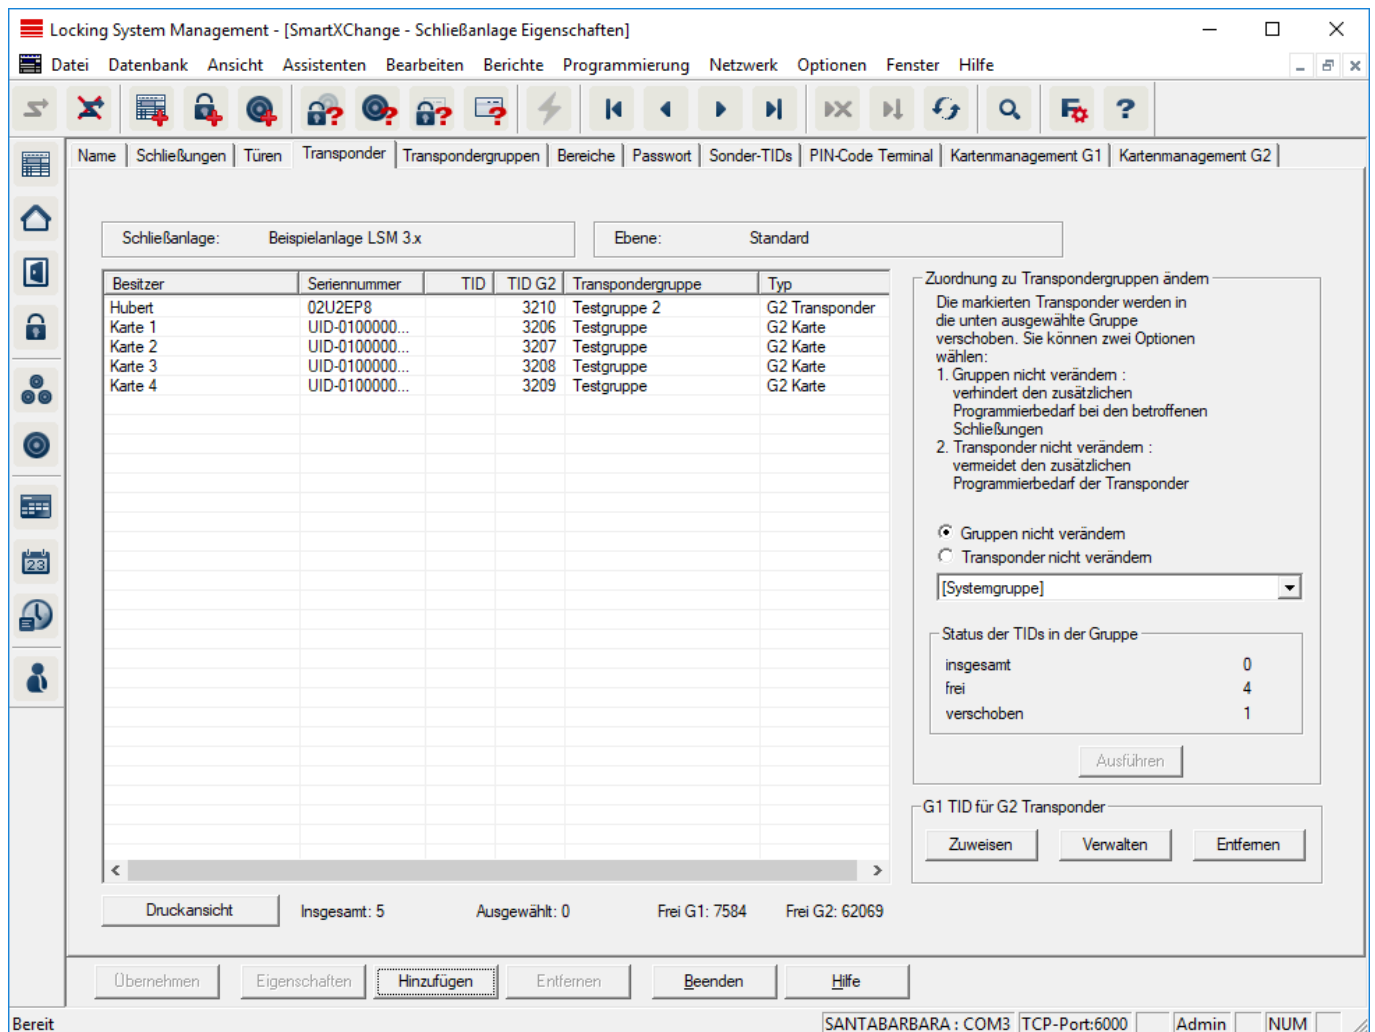 Locking System Management - [SmartXChange - Schließanlage Eigenschaften]
Datei Datenbank Ansicht Assistenten Bearbeiten Berichte Programmierung Netzwerk Optionen Fenster Hilfe
Name Schließungen Türen Transponder Transpondergruppen Bereiche Passwort Sonder-TIDs PIN-Code Terminal Kartenmanagement G1 Kartenmanagement G2
Schließanlage: Beispielanlage LSM 3.x Ebene: Standard
Besitzer Seriennummer TID TID G2 Transpondergruppe Typ
Hubert 02U2EP8 3210 Testgruppe 2 G2 Transponder
Karte 1 UID-0100000... 3206 Testgruppe G2 Karte
Karte 2 UID-0100000... 3207 Testgruppe G2 Karte
Karte 3 UID-0100000... 3208 Testgruppe G2 Karte
Karte 4 UID-0100000... 3209 Testgruppe G2 Karte
Zuordnung zu Transpondergruppen ändern
Die markierten Transponder werden in
die unten ausgewählte Gruppe
verschoben. Sie können zwei Optionen
wählen:
1. Gruppen nicht verändern :
verhindert den zusätzlichen
Programmierbedarf bei den betroffenen
Schließungen
2. Transponder nicht verändern :
vermeidet den zusätzlichen
Programmierbedarf der Transponder
Gruppen nicht verändern
Transponder nicht verändern
[Systemgruppe]
Status der TIDs in der Gruppe
insgesamt 0
frei 4
verschoben 1
Ausführen
G1 TID für G2 Transponder
Zuweisen Verwalten Entfernen
Druckansicht Insgesamt: 5 Ausgewählt: 0 Frei G1: 7584 Frei G2: 62069
Übernehmen Eigenschaften Hinzufügen Entfernen Beenden Hilfe
Bereit SANTABARBARA : COM3 TCP-Port:6000 Admin NUM